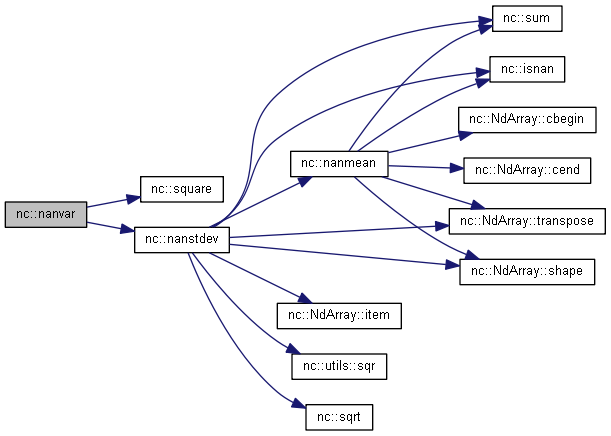 nc::sum
nc::isnan
nc::NdArray::cbegin
nc::nanmean
nc::NdArray::cend
nc::square
nc::nanvar
nc::NdArray::transpose
nc::nanstdev
nc::NdArray::shape
nc::NdArray::item
nc::utils::sqr
nc::sqrt